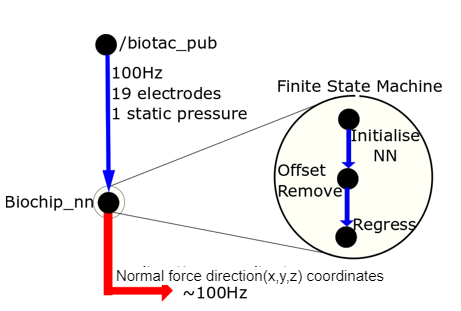 /biotac_pub
100Hz
19 electrodes
1 static pressure
Finite State Machine
Initialise
NN
Offset
Remove
Regress
Biochip_nn
Normal force direction(x,y,z) coordinates
~100Hz